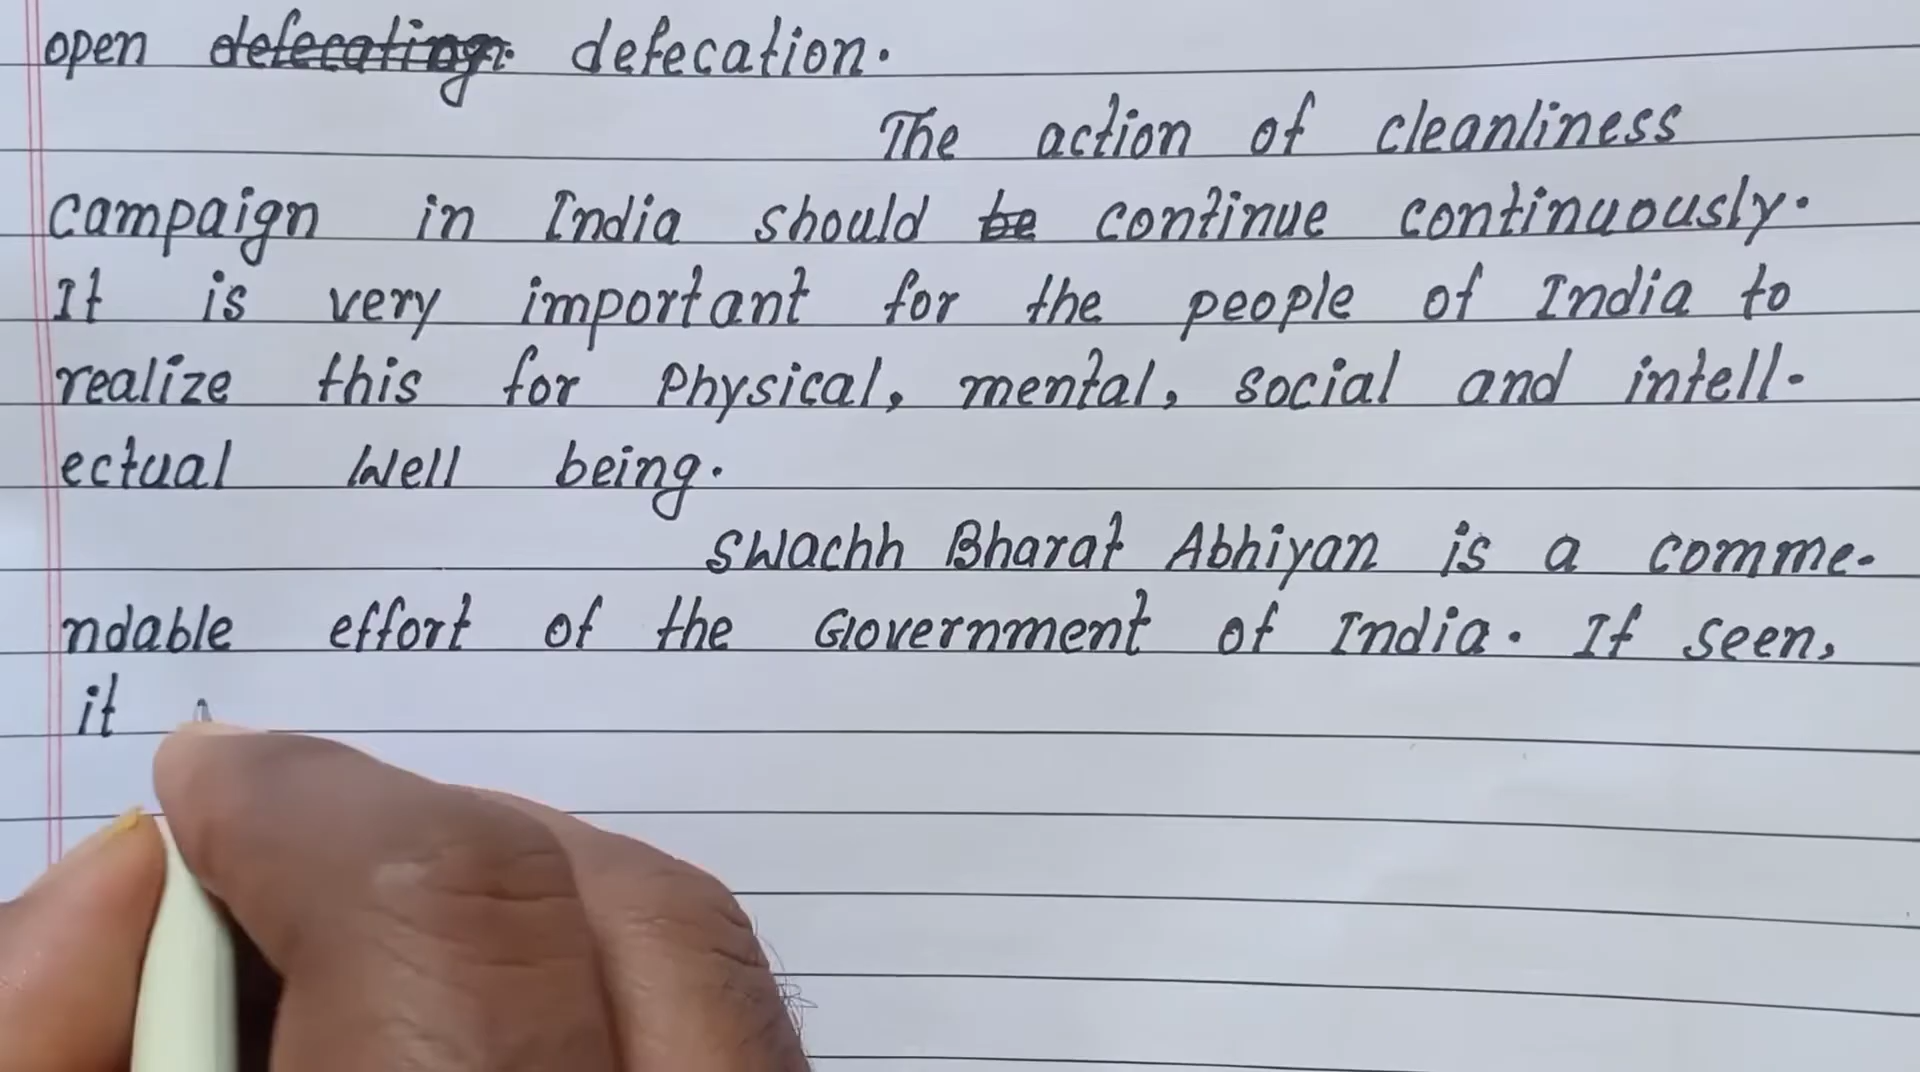 open defecating. defecation.
The action of cleanliness
campaign in India should be continue continuously.
It is very important for the people of India to
realize this for Physical, mental, social and intell-
ectual well being.
Swachh Bharat Abhiyan is a comme-
ndable effort of the Government of India. If seen,
it